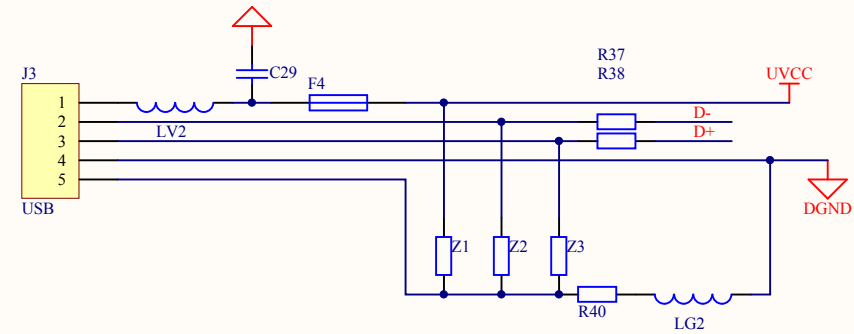 R37
J3
C29
R38
UVCC
F4
1
2
D-
LV2
3
D+
4
5
USB
DGND
Z1
Z2
Z3
R40
LG2